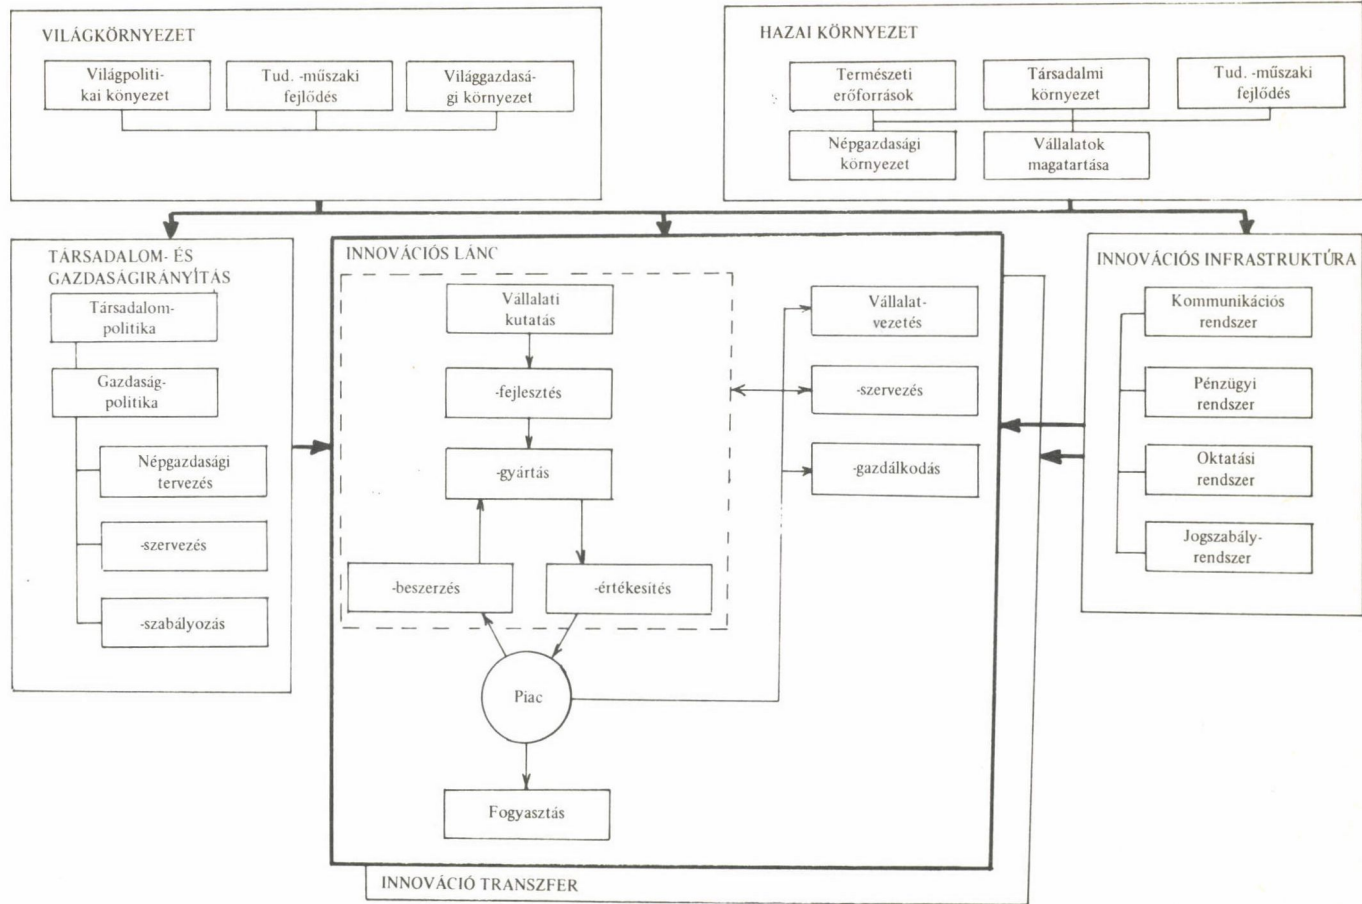 VILÁGKÖRNYEZET
Világpoliti-
kai könyezet
Tud. -műszaki
fejlődés
Világgazdasá-
gi környezet
HAZAI KÖRNYEZET
Természeti
erőforrások
Társadalmi
környezet
Tud. -műszaki
fejlődés
Népgazdasági
környezet
Vállalatok
magatartása
TÁRSADALOM- ÉS
GAZDASÁGIRÁNYÍTÁS
Társadalom-
politika
Gazdaság-
politika
Népgazdasági
tervezés
-szervezés
-szabályozás
INNOVÁCIÓS LÁNC
Vállalati
kutatás
-fejlesztés
-gyártás
-beszerzés
-értékesítés
Piac
Fogyasztás
Vállalat-
vezetés
-szervezés
-gazdálkodás
INNOVÁCIÓ TRANSZFER
INNOVÁCIÓS INFRASTRUKTÚRA
Kommunikációs
rendszer
Pénzügyi
rendszer
Oktatási
rendszer
Jogszabály-
rendszer